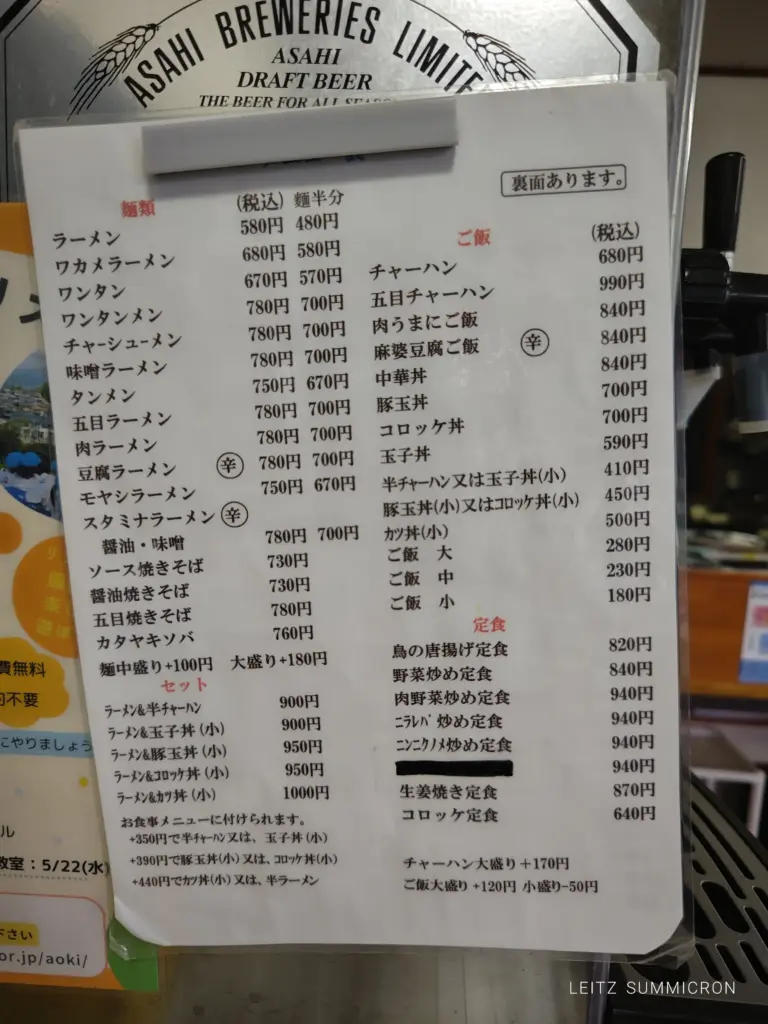 ASAHI BREWERIES LIMITE
ASAHI
DRAFT BEER
THE BEER FOR ALL
裏面あります。
麺類 (税込) 麺半分
ラーメン 580円 480円
ワカメラーメン 680円 580円
ワンタン 670円 570円
ワンタンメン 780円 700円
チャーシューメン 780円 700円
味噌ラーメン 780円 700円
タンメン 750円 670円
五目ラーメン 780円 700円
肉ラーメン 780円 700円
豆腐ラーメン 辛 780円 700円
モヤシラーメン 750円 670円
スタミナラーメン 辛
醤油・味噌 780円 700円
ソース焼きそば 730円
醤油焼きそば 730円
五目焼きそば 780円
カタヤキソバ 760円
麺中盛り+100円 大盛り+180円
セット
ラーメン&半チャーハン 900円
ラーメン&玉子丼(小) 900円
ラーメン&豚玉丼(小) 950円
ラーメン&コロッケ丼(小) 950円
ラーメン&カツ丼(小) 1000円
お食事メニューに付けられます。
+350円で半チャーハン又は、玉子丼(小)
+390円で豚玉丼(小)又は、コロッケ丼(小)
+440円でカツ丼(小)又は、半ラーメン
ご飯 (税込)
チャーハン 680円
五目チャーハン 990円
肉うまにご飯 840円
麻婆豆腐ご飯 辛 840円
中華丼 840円
豚玉丼 700円
コロッケ丼 700円
玉子丼 590円
半チャーハン又は玉子丼(小) 410円
豚玉丼(小)又はコロッケ丼(小) 450円
カツ丼(小) 500円
ご飯 大 280円
ご飯 中 230円
ご飯 小 180円
定食
鳥の唐揚げ定食 820円
野菜炒め定食 840円
肉野菜炒め定食 940円
ニラレバ炒め定食 940円
ニンニクノメ炒め定食 940円
940円
生姜焼き定食 870円
コロッケ定食 640円
チャーハン大盛り+170円
ご飯大盛り+120円 小盛り-50円
費無料
不要
にやりましょう
ル
教室：5/22(水)
下さい
or.jp/aoki/
LEITZ SUMMICRON